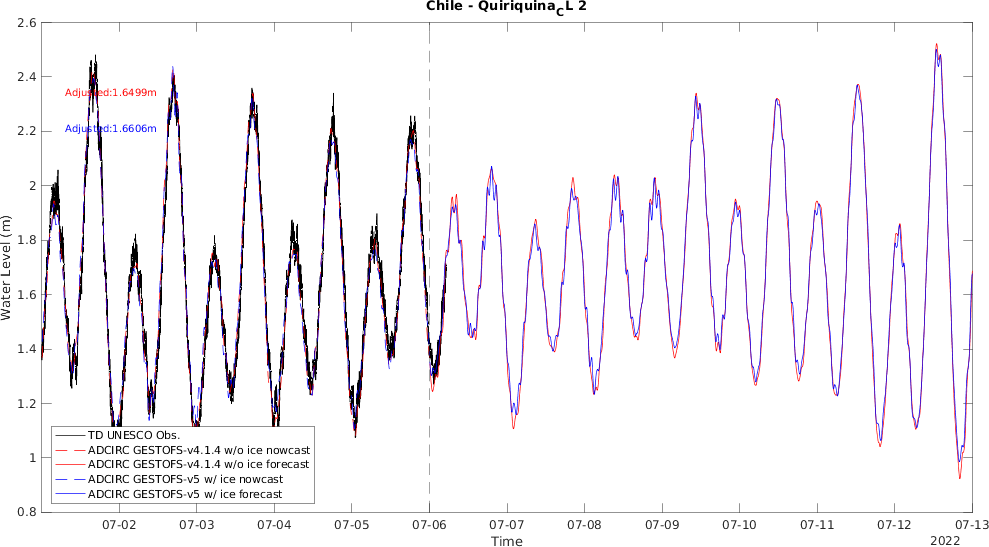 Chile - Quiriquina_CL 2
2.6
2.4
2.2
2
1.8
1.6
1.4
1.2
1
0.8
Water Level (m)
Adjusted:1.6499m
Adjusted:1.6606m
TD UNESCO Obs.
ADCIRC GESTOFS-v4.1.4 w/o ice nowcast
ADCIRC GESTOFS-v4.1.4 w/o ice forecast
ADCIRC GESTOFS-v5 w/ ice nowcast
ADCIRC GESTOFS-v5 w/ ice forecast
07-02 07-03 07-04 07-05 07-06 07-07 07-08 07-09 07-10 07-11 07-12 07-13
Time
2022